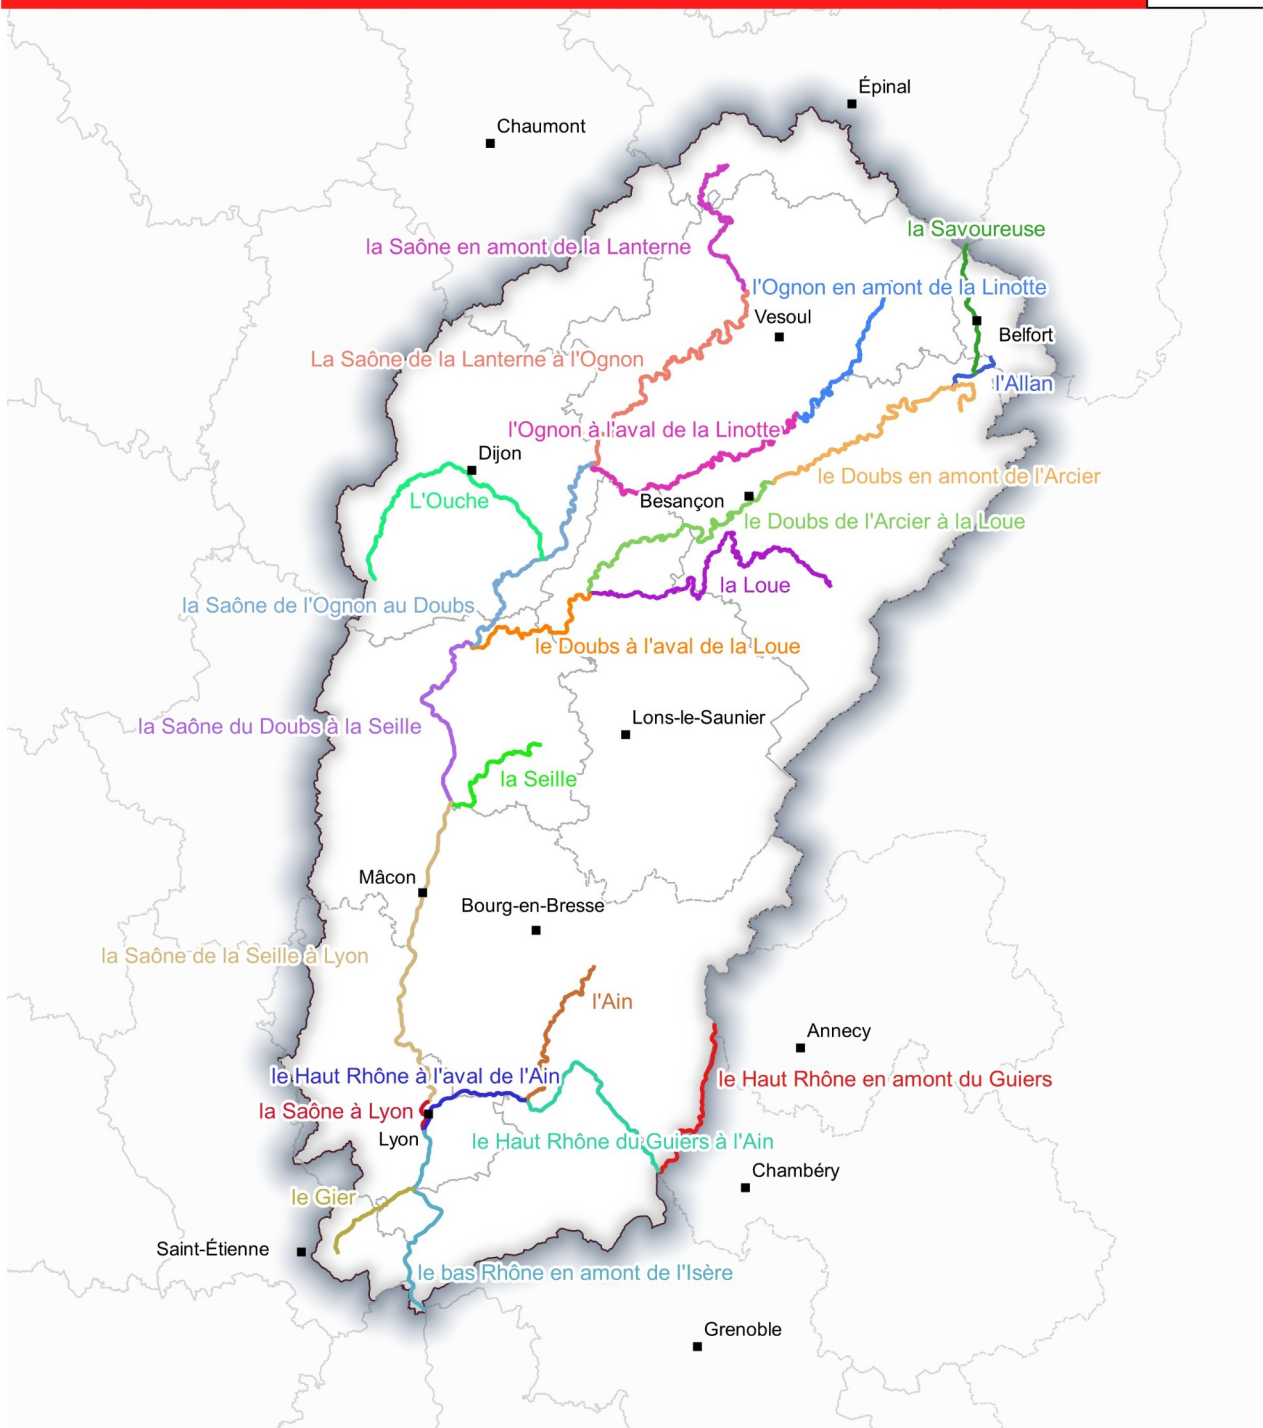 Épinal
Chaumont
la Savoureuse
la Saône en amont de la Lanterne
l'Ognon en amont de la Linotte
Vesoul
Belfort
La Saône de la Lanterne à l'Ognon
l'Allan
l'Ognon à l'aval de la Linotte
Dijon
le Doubs en amont de l'Arcier
L'Ouche
Besançon
le Doubs de l'Arcier à la Loue
la Loue
la Saône de l'Ognon au Doubs
le Doubs à l'aval de la Loue
Lons-le-Saunier
la Saône du Doubs à la Seille
la Seille
Mâcon
Bourg-en-Bresse
la Saône de la Seille à Lyon
l'Ain
Annecy
le Haut Rhône à l'aval de l'Ain
le Haut Rhône en amont du Guiers
la Saône à Lyon
Lyon
le Haut Rhône du Guiers à l'Ain
Chambéry
le Gier
Saint-Étienne
le bas Rhône en amont de l'Isère
Grenoble